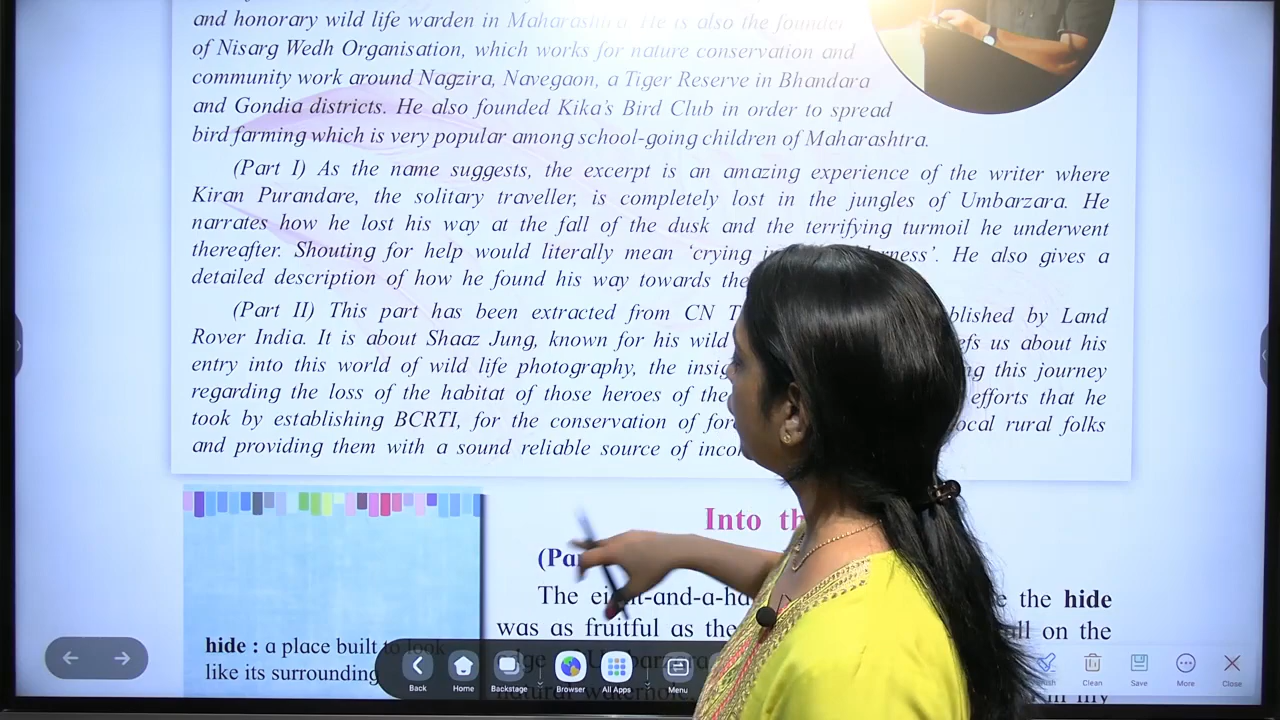 and honorary wild life warden in Maharashtra. He is also the founder
of Nisarg Wedh Organisation, which works for nature conservation and
community work around Nagzira, Navegaon, a Tiger Reserve in Bhandara
and Gondia districts. He also founded Kika's Bird Club in order to spread
bird farming which is very popular among school-going children of Maharashtra.
(Part I) As the name suggests, the excerpt is an amazing experience of the writer where
Kiran Purandare, the solitary traveller, is completely lost in the jungles of Umbarzara. He
narrates how he lost his way at the fall of the dusk and the terrifying turmoil he underwent
thereafter. Shouting for help would literally mean 'crying in . He also gives a
detailed description of how he found his way towards the
(Part II) This part has been extracted from CN by Land
Rover India. It is about Shaaz Jung, known for his wild us about his
entry into this world of wild life photography, the this journey
regarding the loss of the habitat of those heroes of the efforts that he
took by establishing BCRTI, for the conservation of local rural folks
and providing them with a sound reliable source of
Into
The eight-and-a- the hide
was as fruitful as the on the
hide : a place built to look
like its surrounding
Back
Home
Backstage
Browser
All Apps
Menu
Clean
Save
More
Close